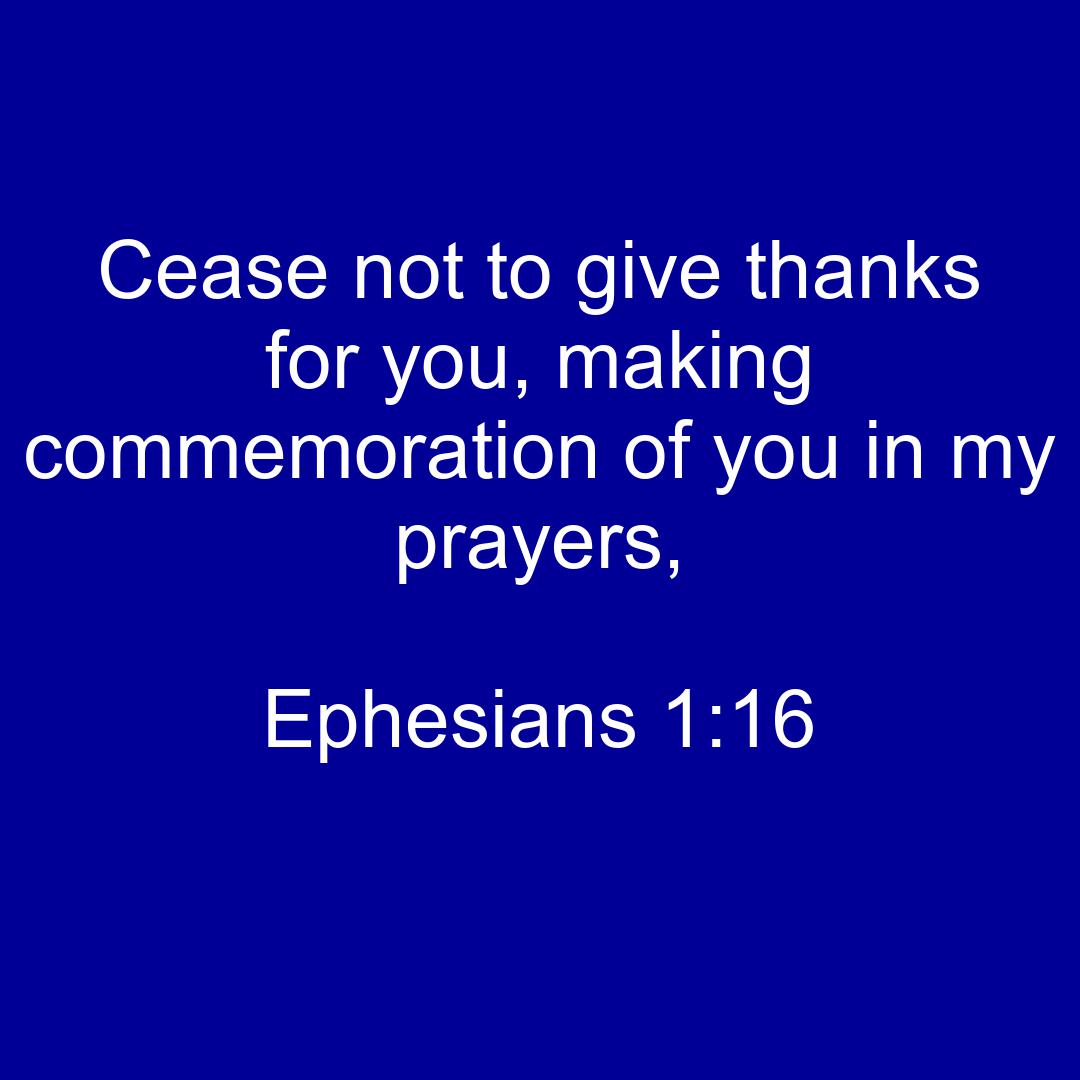 Cease not to give thanks
for you, making
commemoration of you in my
prayers,
Ephesians 1:16